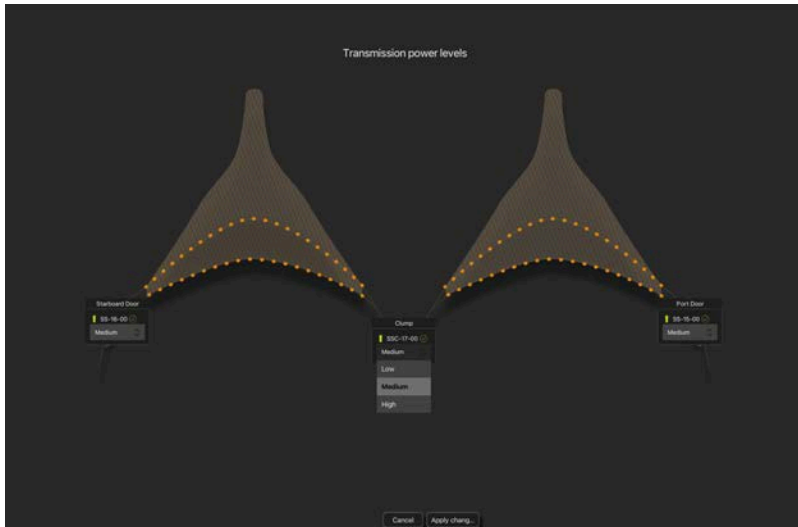 Transmission power levels
Starboard Door
SS-16-00
Medium
Clump
SSC-17-00
Medium
Low
Medium
High
Port Door
SS-15-00
Medium
Cancel
Apply chang...